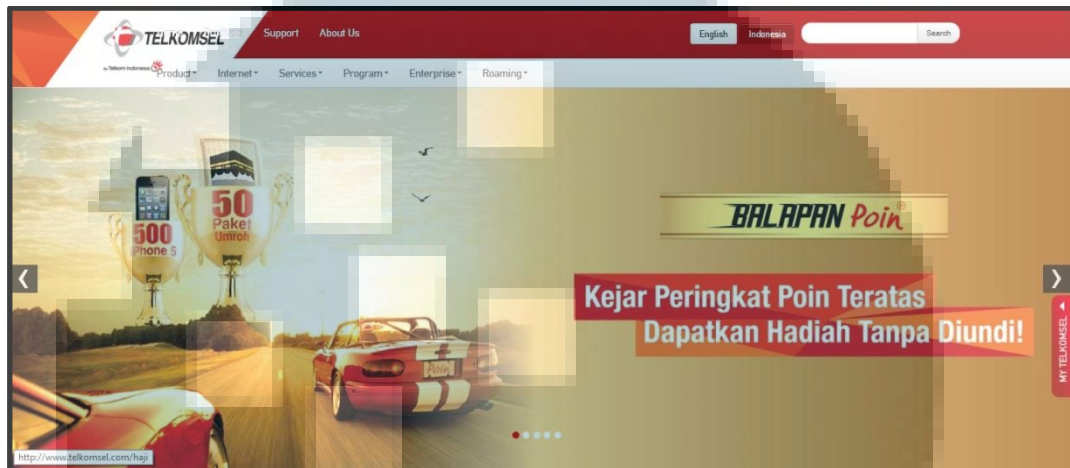 TELKOMSEL
Support About Us
English Indonesia
Search
by Telkom Indonesia
Product Internet Services Program Enterprise Roaming
50
Paket
Umroh
500
iPhone 5
BALAPAN Poin
Kejar Peringkat Poin Teratas
Dapatkan Hadiah Tanpa Diundi!
Poin
MY TELKOMSEL
http://www.telkomsel.com/haji